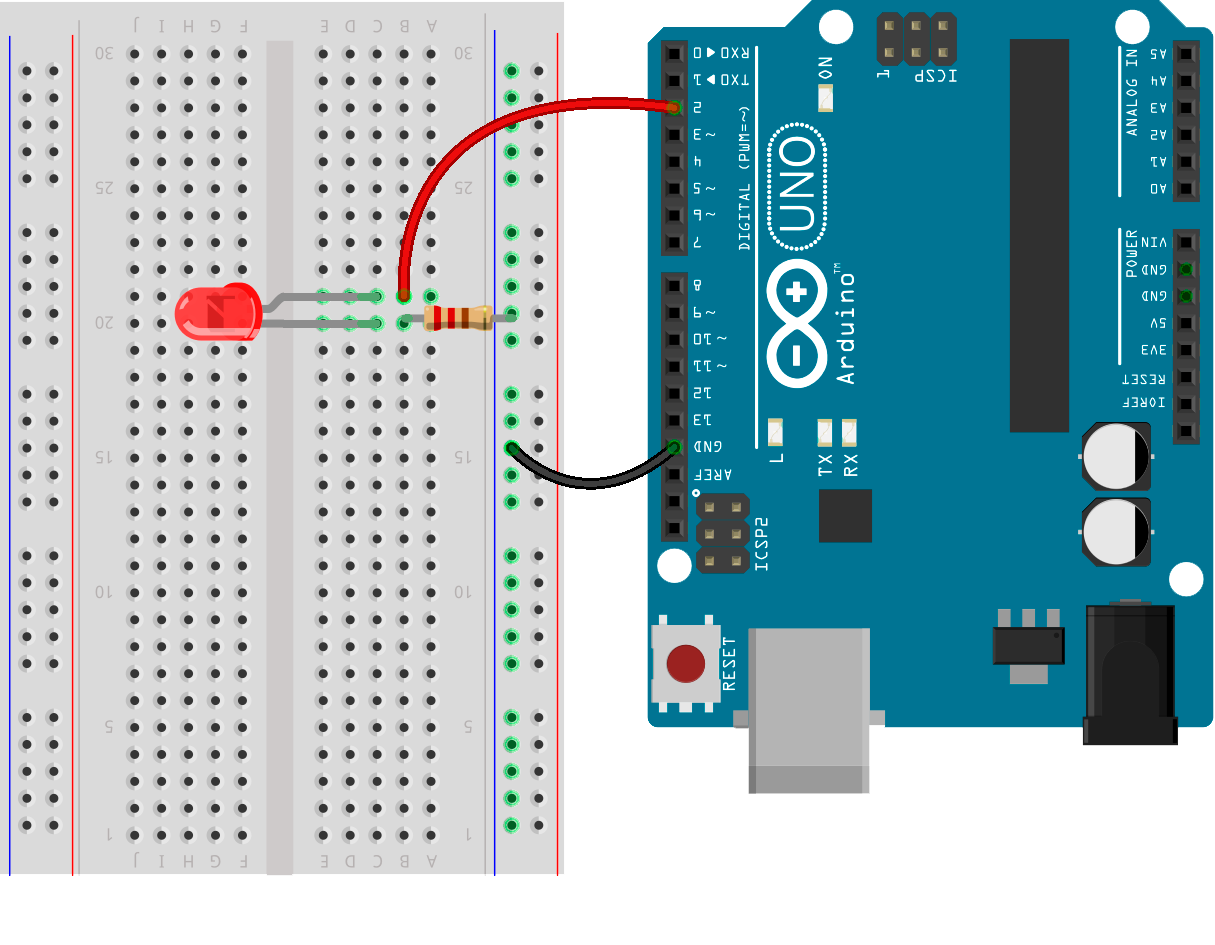 J I H G F E D C B A
30 30
25 25
20 20
15 15
10 10
5 5
1 1
J I H G F E D C B A
0 ◄ OXR
1 ► OXT
2
3 ~
4
5 ~
6 ~
7
8
9 ~
10 ~
11 ~
12
13
GND
AREF
DIGITAL (PWM=~)
ON
1
ICSP
UNO
Arduino™
L
TX
RX
ICSP2
RESET
ANALOG IN
A5
A4
A3
A2
A1
A0
POWER
VIN
GND
GND
5V
3V3
RESET
IOREF